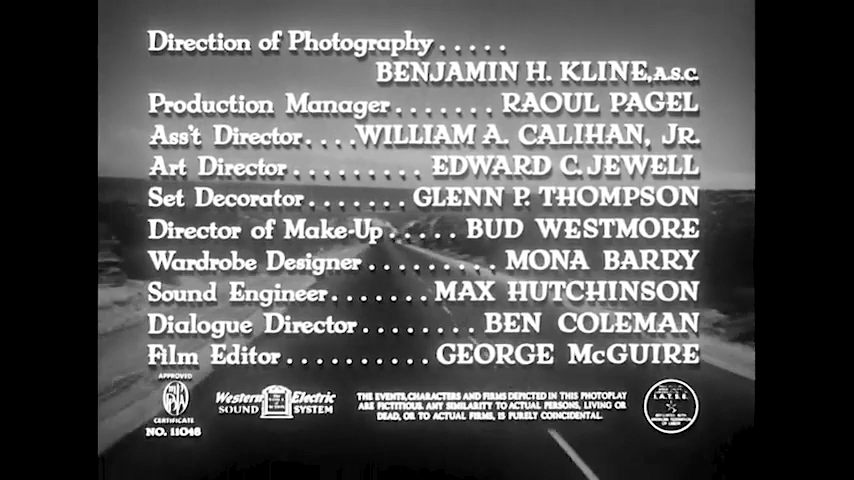 Direction of Photography.....
BENJAMIN H. KLINE, A.S.C.
Production Manager....... RAOUL PAGEL
Ass't Director....WILLIAM A. CALIHAN, JR.
Art Director......... EDWARD C. JEWELL
Set Decorator.......GLENN P. THOMPSON
Director of Make-Up..... BUD WESTMORE
Wardrobe Designer......... MONA BARRY
Sound Engineer.......MAX HUTCHINSON
Dialogue Director........ BEN COLEMAN
Film Editor..........GEORGE McGUIRE
APPROVED
CERTIFICATE
NO. 11048
Western Electric
SOUND SYSTEM
THE EVENTS, CHARACTERS AND FIRMS DEPICTED IN THIS PHOTOPLAY
ARE FICTITIOUS. ANY SIMILARITY TO ACTUAL PERSONS, LIVING OR
DEAD, OR TO ACTUAL FIRMS, IS PURELY COINCIDENTAL.
I.A.T.S.E.